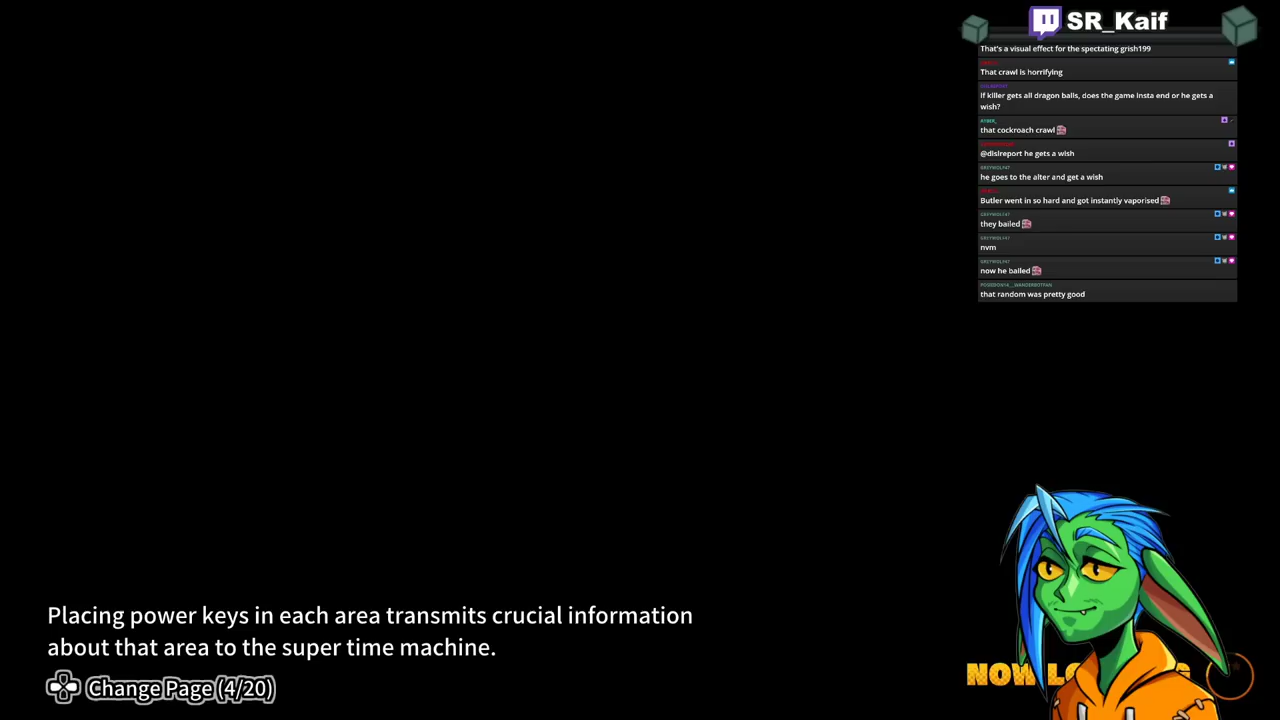 SR_Kaif
That's a visual effect for the spectating grish199
That crawl is horrifying
If killer gets all dragon balls, does the game insta end or he gets a
wish?
that cockroach crawl
@dislreport he gets a wish
GREYWOLF47
he goes to the alter and get a wish
Butler went in so hard and got instantly vaporised
GREYWOLF47
they bailed
GREYWOLF47
nvm
GREYWOLF47
now he bailed
that random was pretty good
Placing power keys in each area transmits crucial information
about that area to the super time machine.
Change Page (4/20)
NOW